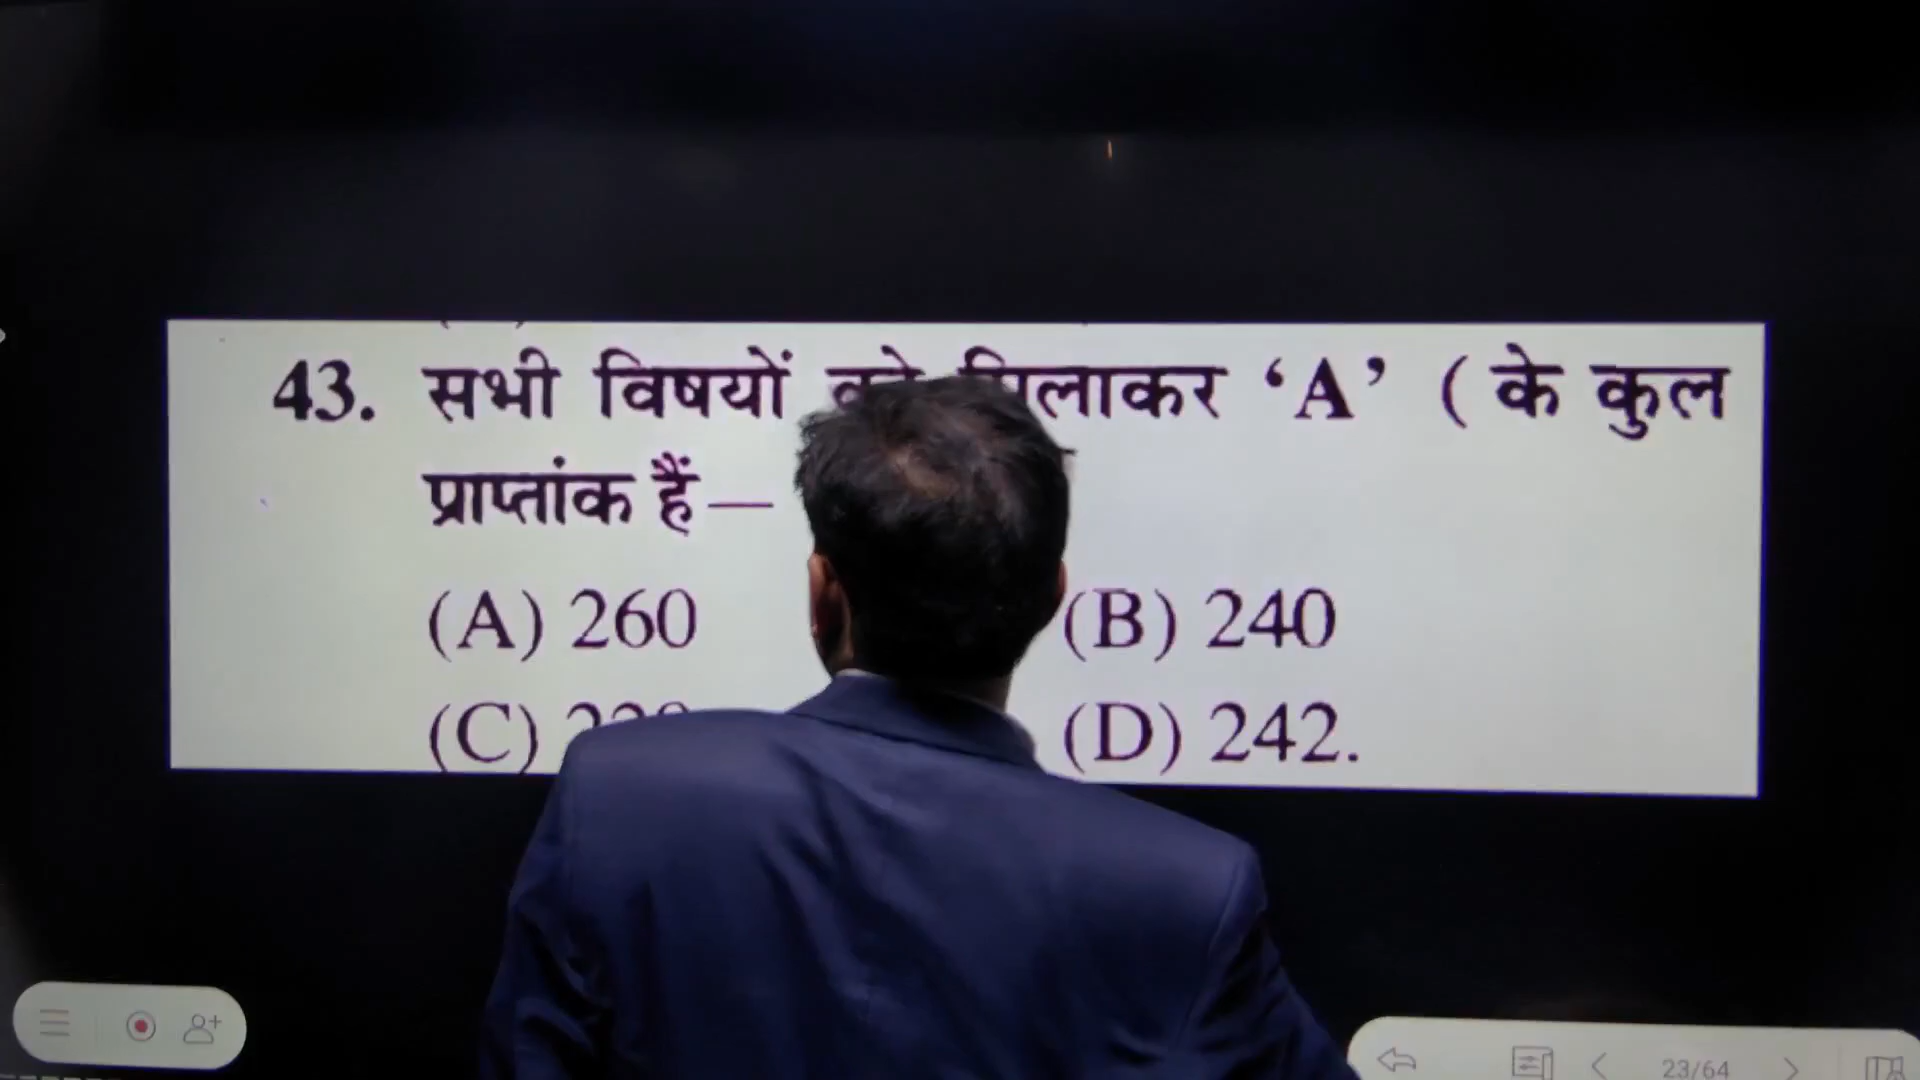 43. सभी विषयों को मिलाकर ‘A’ ( के कुल
प्राप्तांक हैं—
(A) 260 (B) 240
(C) (D) 242.
23/64